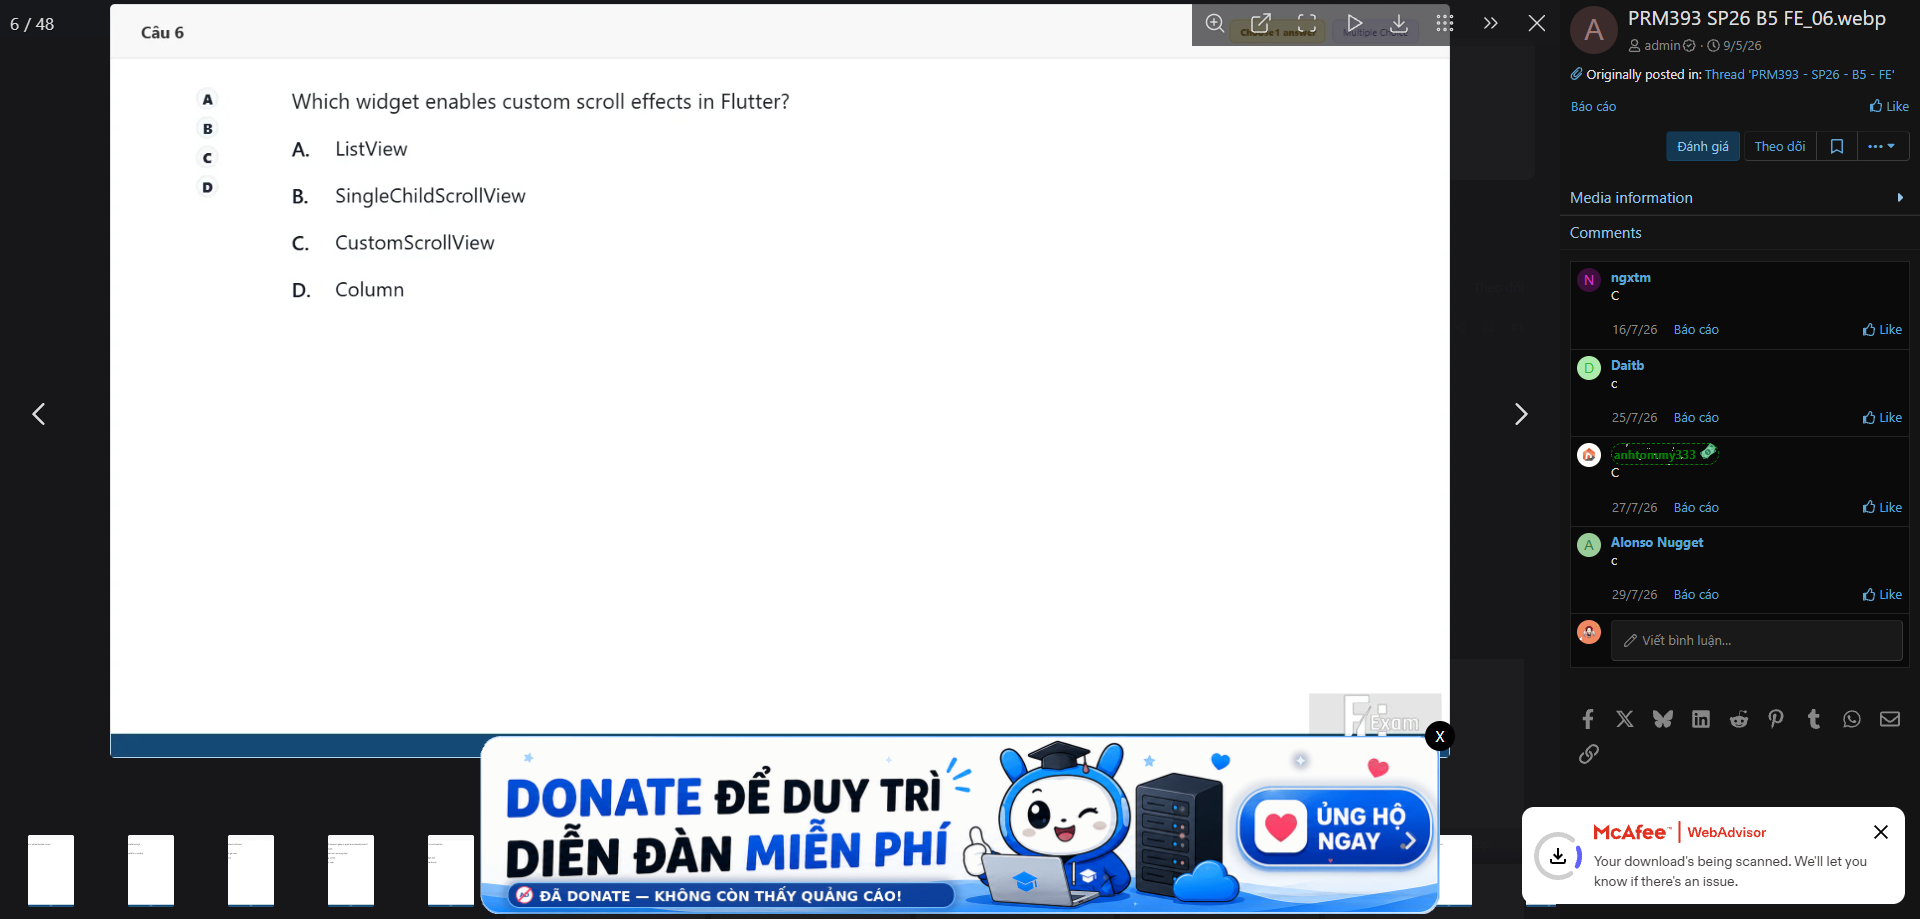 6 / 48
Câu 6
Choose 1 answer
A
B
C
D
Which widget enables custom scroll effects in Flutter?
A. ListView
B. SingleChildScrollView
C. CustomScrollView
D. Column
F
Exam
PRM393 SP26 B5 FE_06.webp
A
admin · 9/5/26
Originally posted in: Thread 'PRM393 - SP26 - B5 - FE'
Báo cáo
Like
Đánh giá
Theo dõi
Media information
Comments
N
ngxtm
C
16/7/26 Báo cáo Like
D
Daitb
c
25/7/26 Báo cáo Like
anhtommy333
C
27/7/26 Báo cáo Like
A
Alonso Nugget
c
29/7/26 Báo cáo Like
Viết bình luận...
X
DONATE ĐỂ DUY TRÌ
DIỄN ĐÀN MIỄN PHÍ
ĐÃ DONATE — KHÔNG CÒN THẤY QUẢNG CÁO!
ỦNG HỘ
NGAY
McAfee | WebAdvisor
Your download's being scanned. We'll let you
know if there's an issue.